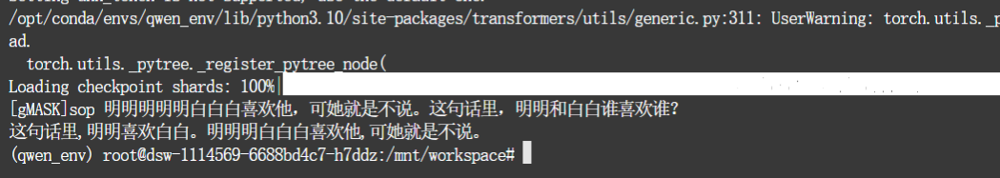 /opt/conda/envs/qwen_env/lib/python3.10/site-packages/transformers/utils/generic.py:311: UserWarning: torch.utils._p
ad.
torch.utils._pytree._register_pytree_node(
Loading checkpoint shards: 100%|
[gMASK]sop 明明明明明白白白喜欢他，可她就是不说。这句话里，明明和白白谁喜欢谁？
这句话里,明明喜欢白白。明明明白白白喜欢他,可她就是不说。
(qwen_env) root@dsw-1114569-6688bd4c7-h7ddz:/mnt/workspace#